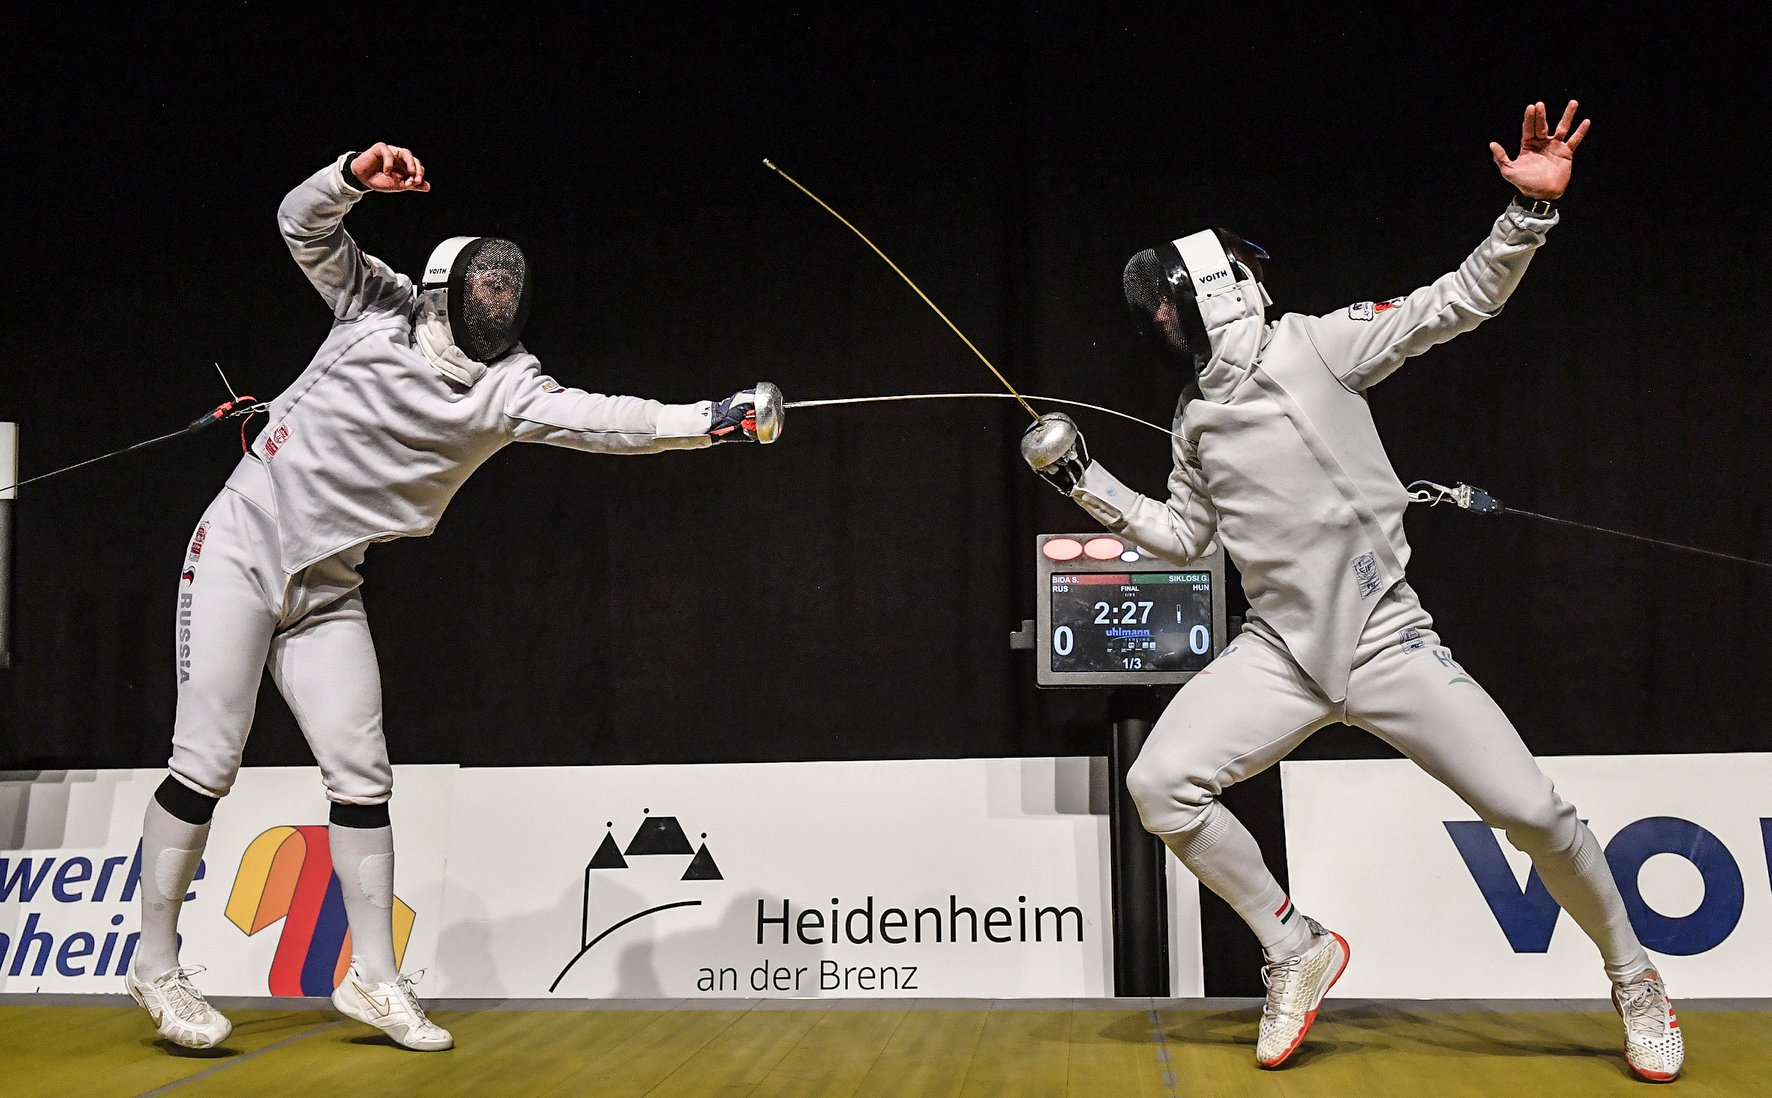 VOITH
VOITH
KP
RUSSIA
BIDA S.
SIKLOSI G.
RUS
FINAL
HUN
2:27
0
uhlmann
0
1/3
werke
nheim
Heidenheim
an der Brenz
VO